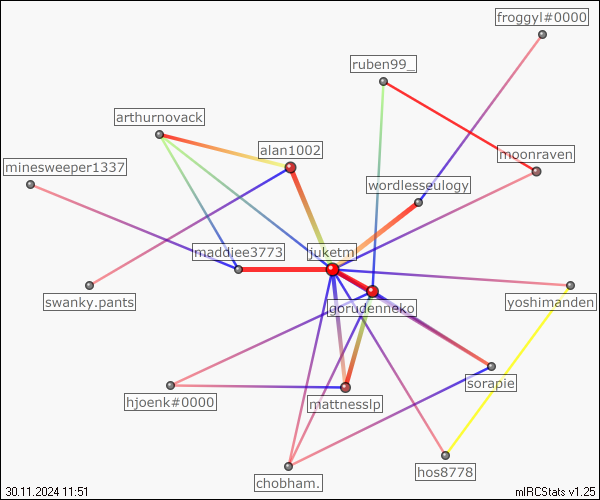 froggyl#0000
ruben99_
arthurnovack
alan1002
moonraven
minesweeper1337
wordlesseulogy
maddiee3773
juketm
swanky.pants
gorudenneko
yoshimanden
sorapie
hjoenk#0000
mattnesslp
hos8778
chobham.
30.11.2024 11:51
mIRCStats v1.25